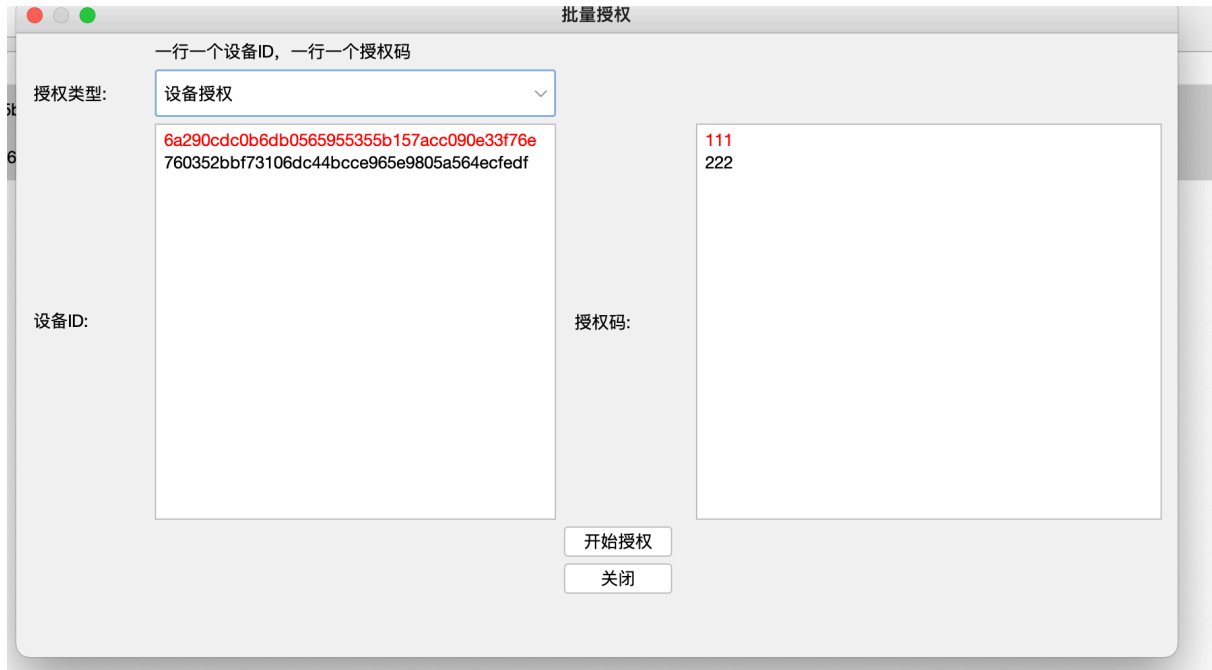 批量授权
一行一个设备ID，一行一个授权码
授权类型:
设备授权
6a290cdc0b6db0565955355b157acc090e33f76e
760352bbf73106dc44bcce965e9805a564ecfedf
111
222
设备ID:
授权码:
开始授权
关闭